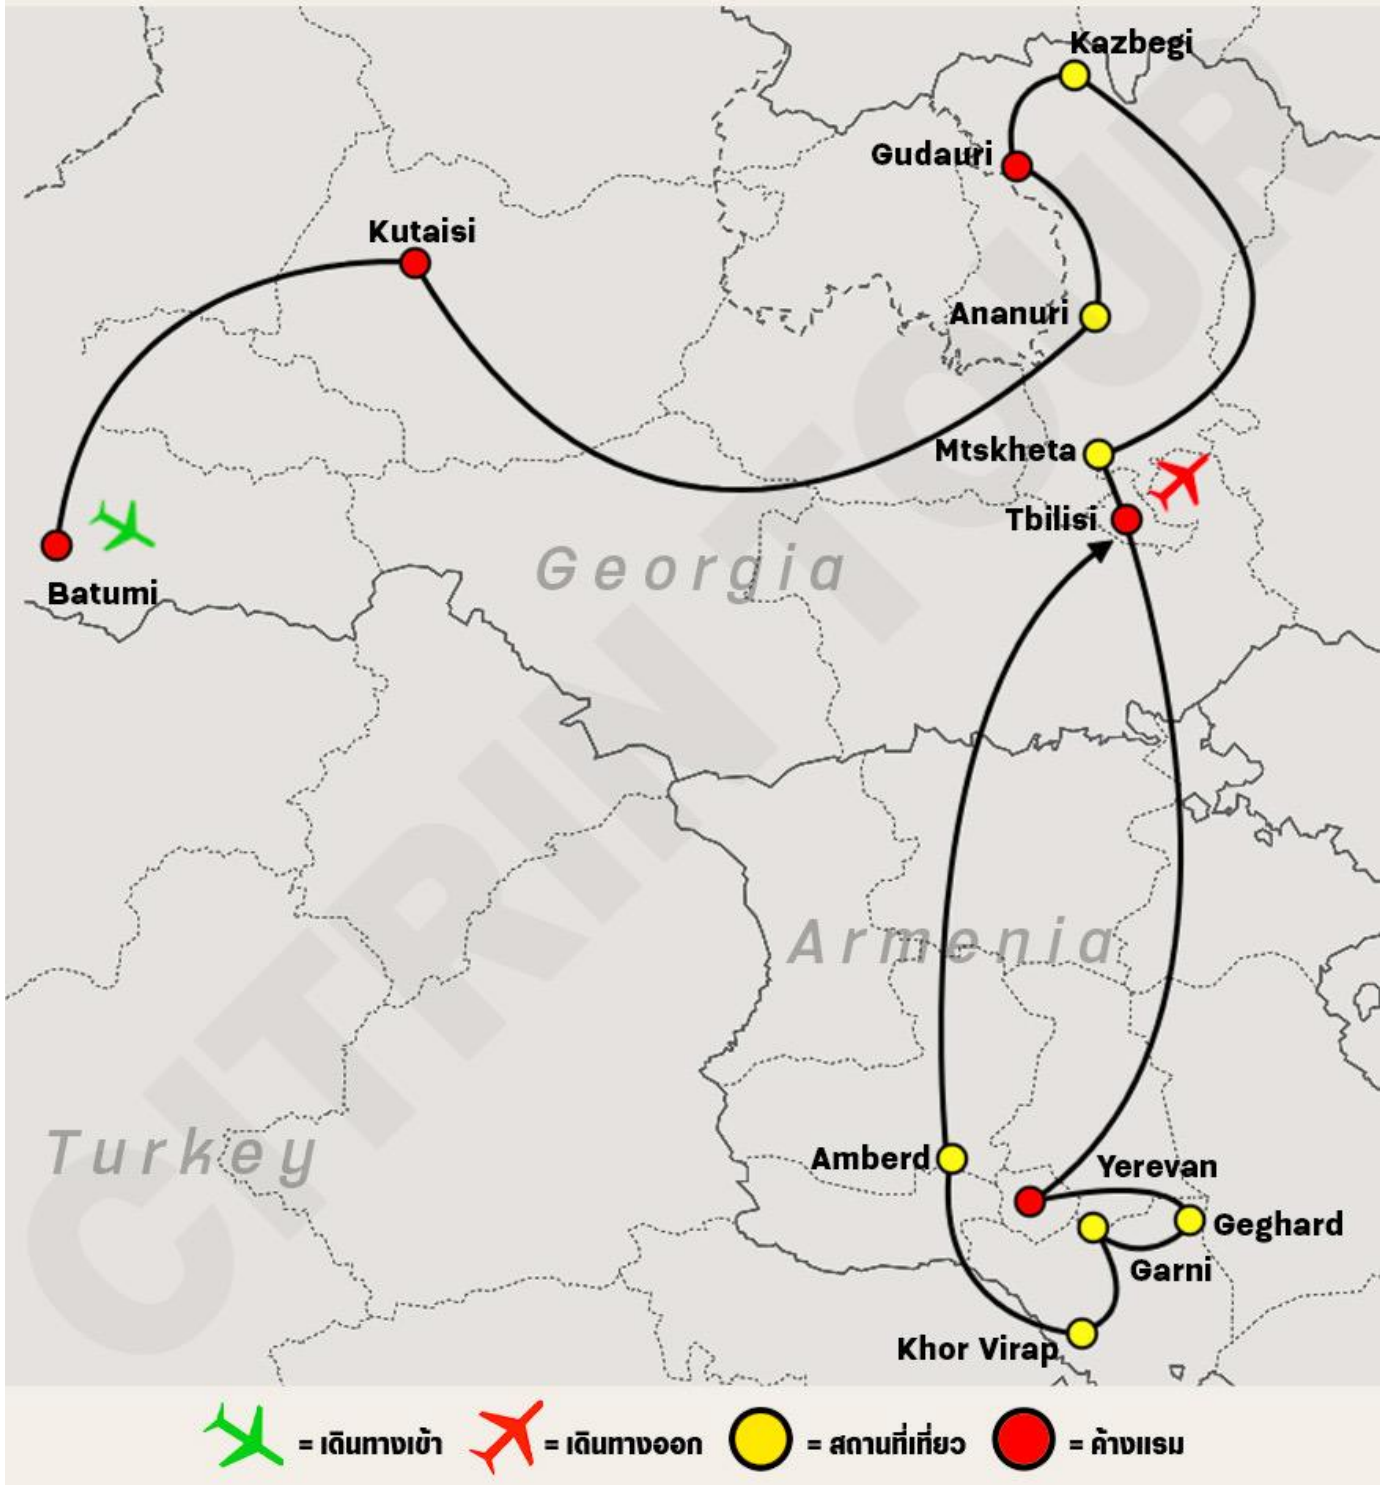 Kazbegi
Gudauri
Kutaisi
Ananuri
Mtskheta
Tbilisi
Georgia
Batumi
Armenia
Turkey
Amberd
Yerevan
Geghard
Garni
Khor Virap
CITRIN TOUR
= เดินทางเข้า = เดินทางออก = สถานที่เที่ยว = ค้างแรม